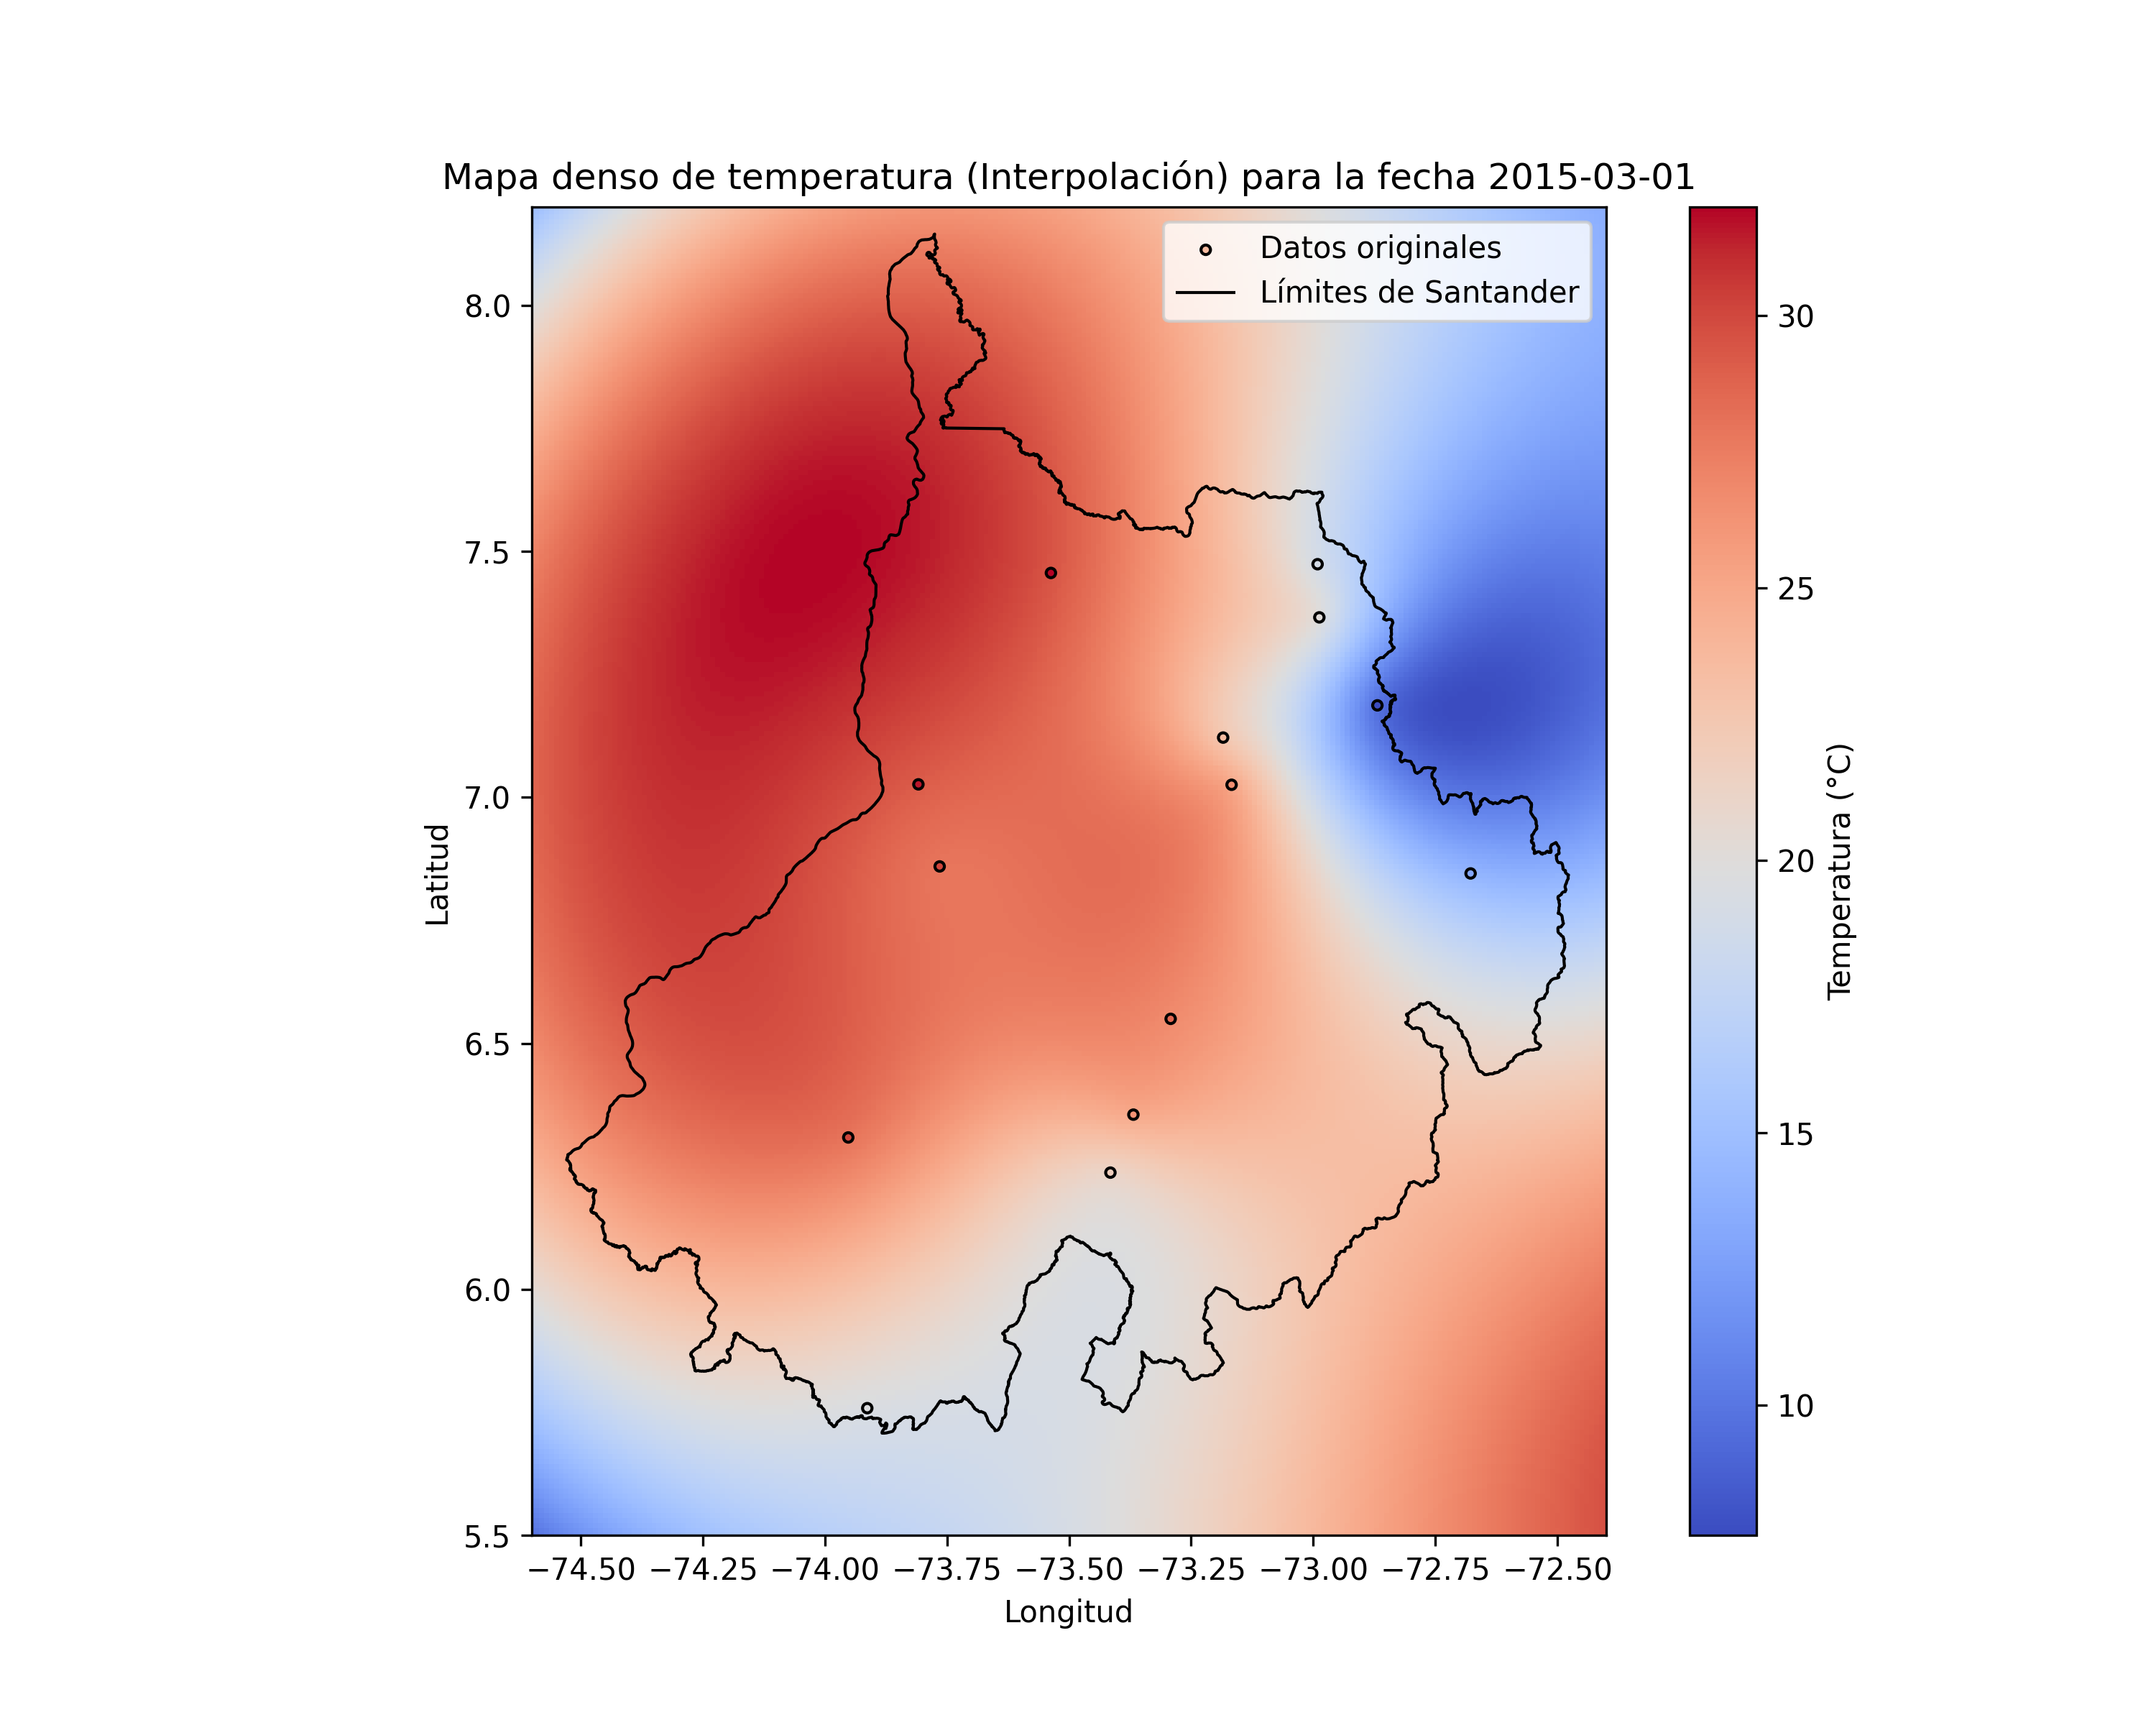 Mapa denso de temperatura (Interpolación) para la fecha 2015-03-01
Datos originales
Límites de Santander
8.0
7.5
7.0
6.5
6.0
5.5
Latitud
−74.50 −74.25 −74.00 −73.75 −73.50 −73.25 −73.00 −72.75 −72.50
Longitud
30
25
20
15
10
Temperatura (°C)